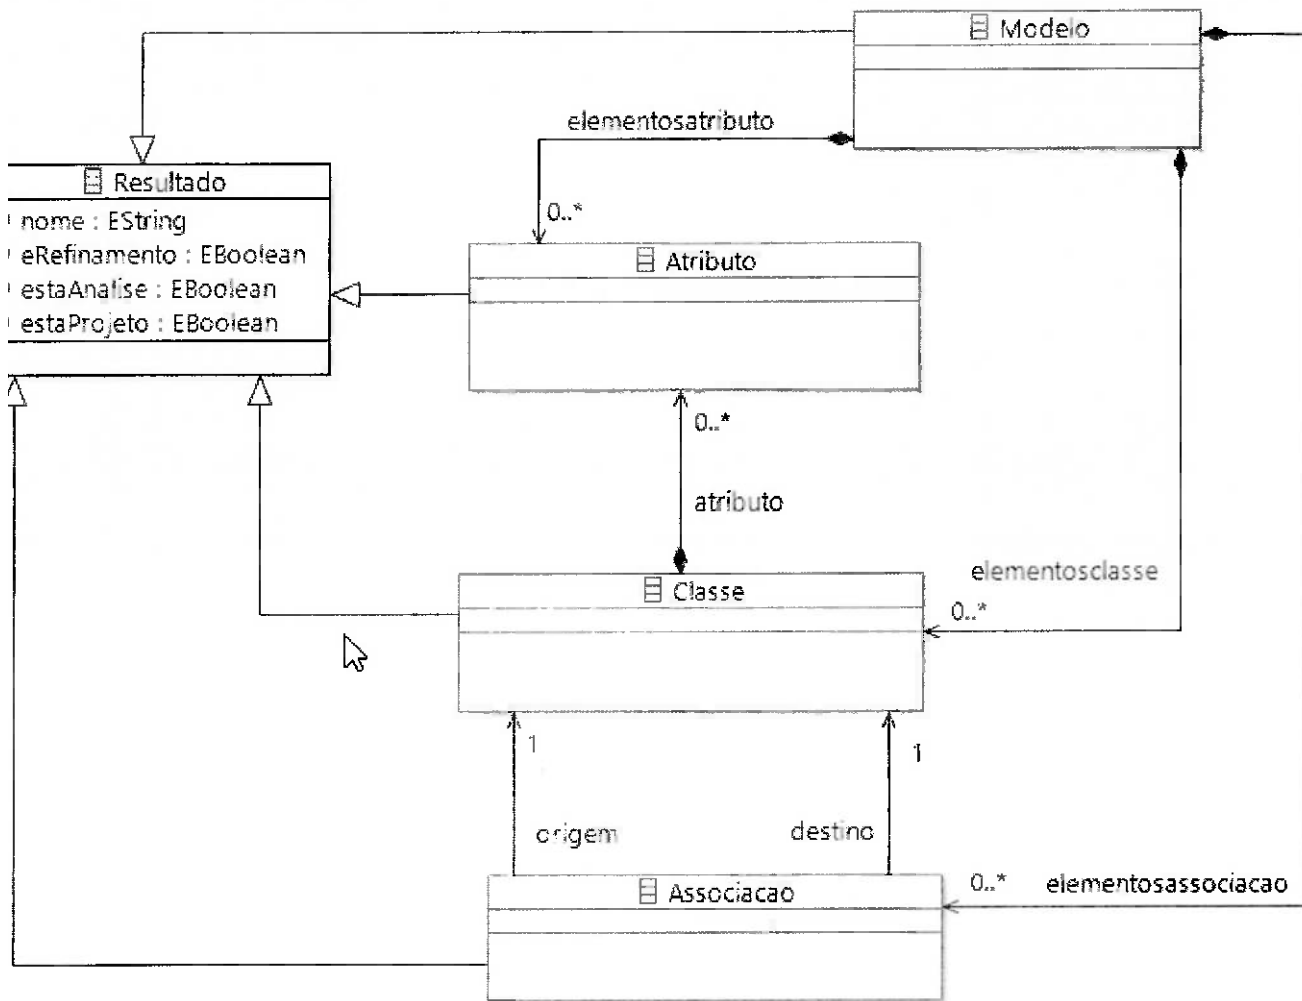 Modelo
elementosatributo
0..*
Resultado
nome : EString
eRefinamento : EBoolean
estaAnalise : EBoolean
estaProjeto : EBoolean
Atributo
0..*
atributo
Classe
elementosclasse
0..*
1
1
origem
destino
Associacao
0..*
elementosassociacao